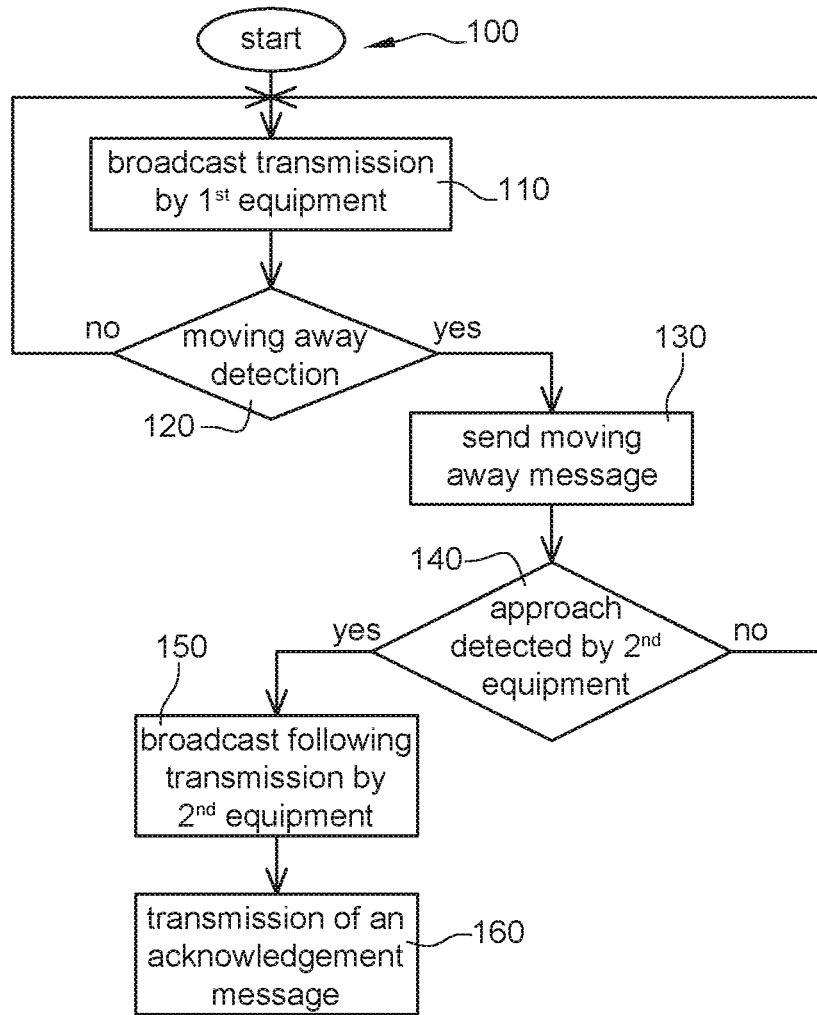 start
100
broadcast transmission
by 1st equipment
110
no
yes
moving away
detection
120
130
send moving
away message
140
approach
detected by 2nd
equipment
yes
no
150
broadcast following
transmission by
2nd equipment
transmission of an
acknowledgement
message
160